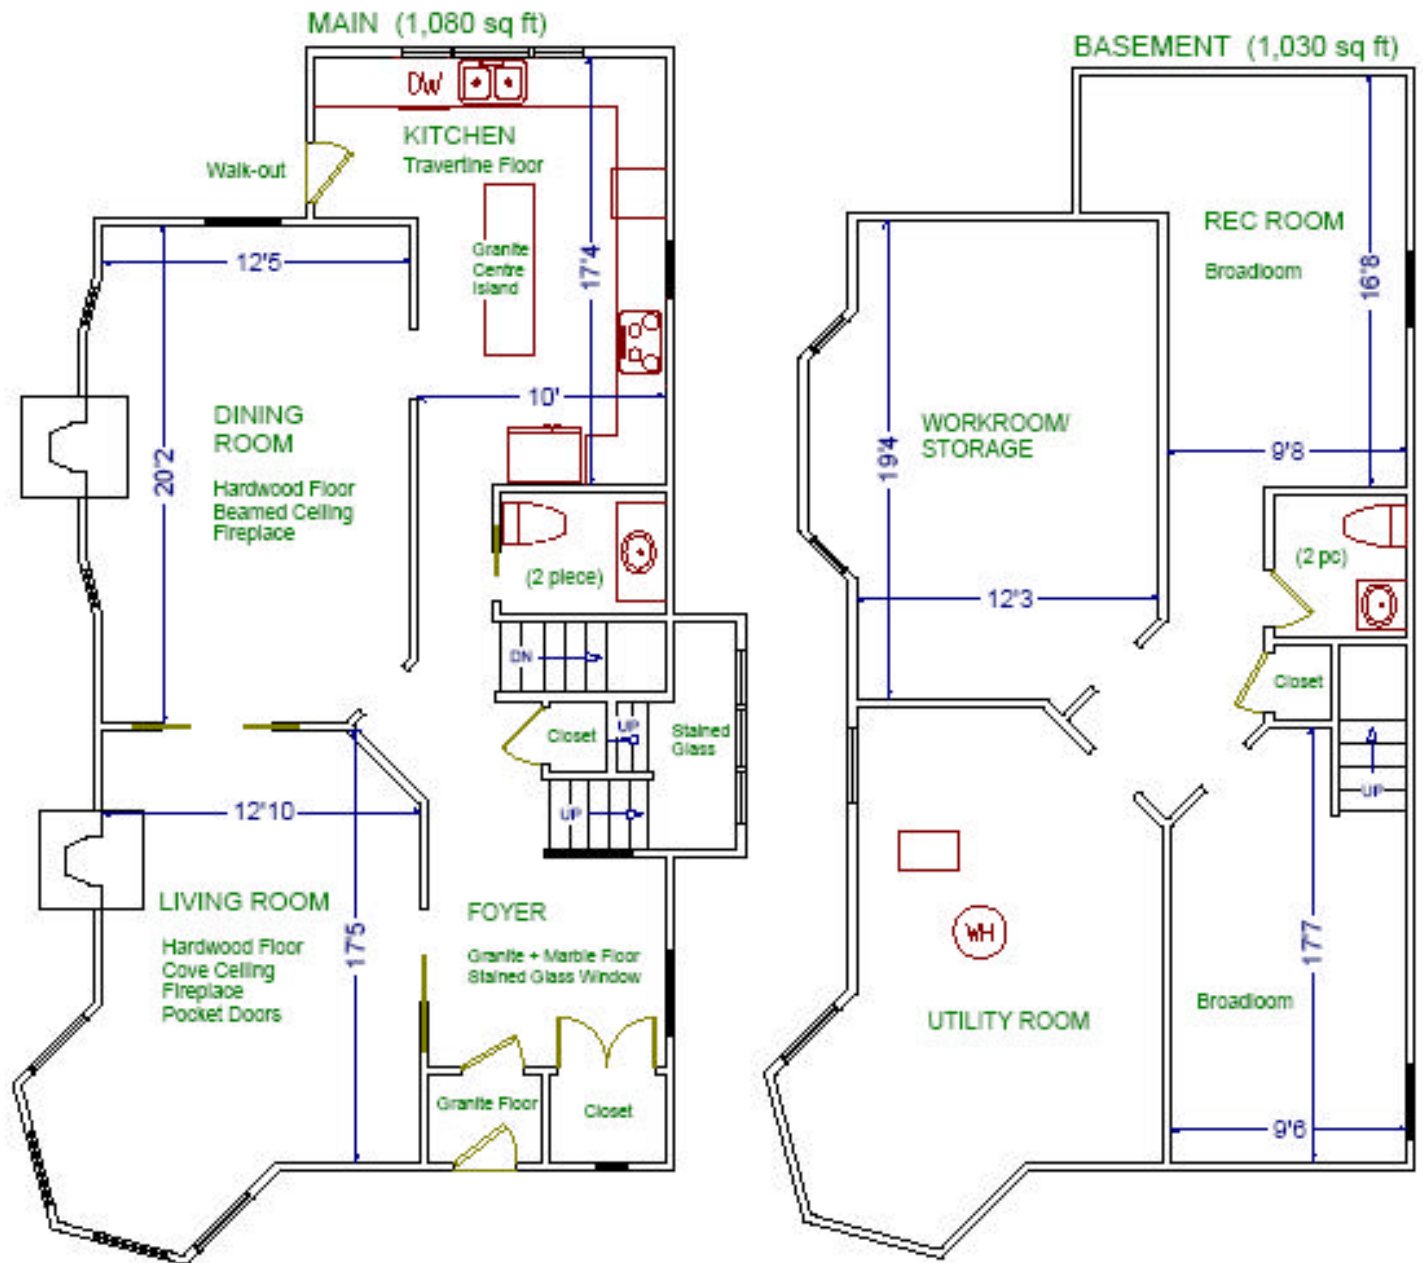 MAIN (1,080 sq ft)
DW
KITCHEN
Travertine Floor
Walk-out
Granite
Centre
Island
17'4
12'5
10'
DINING
ROOM
20'2
Hardwood Floor
Beamed Ceiling
Fireplace
(2 piece)
DN
Closet
UP
Stained
Glass
UP
12'10
LIVING ROOM
17'5
Hardwood Floor
Cove Ceiling
Fireplace
Pocket Doors
FOYER
Granite + Marble Floor
Stained Glass Window
Granite Floor
Closet
BASEMENT (1,030 sq ft)
REC ROOM
Broadloom
16'8
WORKROOM/
STORAGE
19'4
9'8
(2 pc)
12'3
Closet
UP
WH
17'7
Broadloom
UTILITY ROOM
9'6